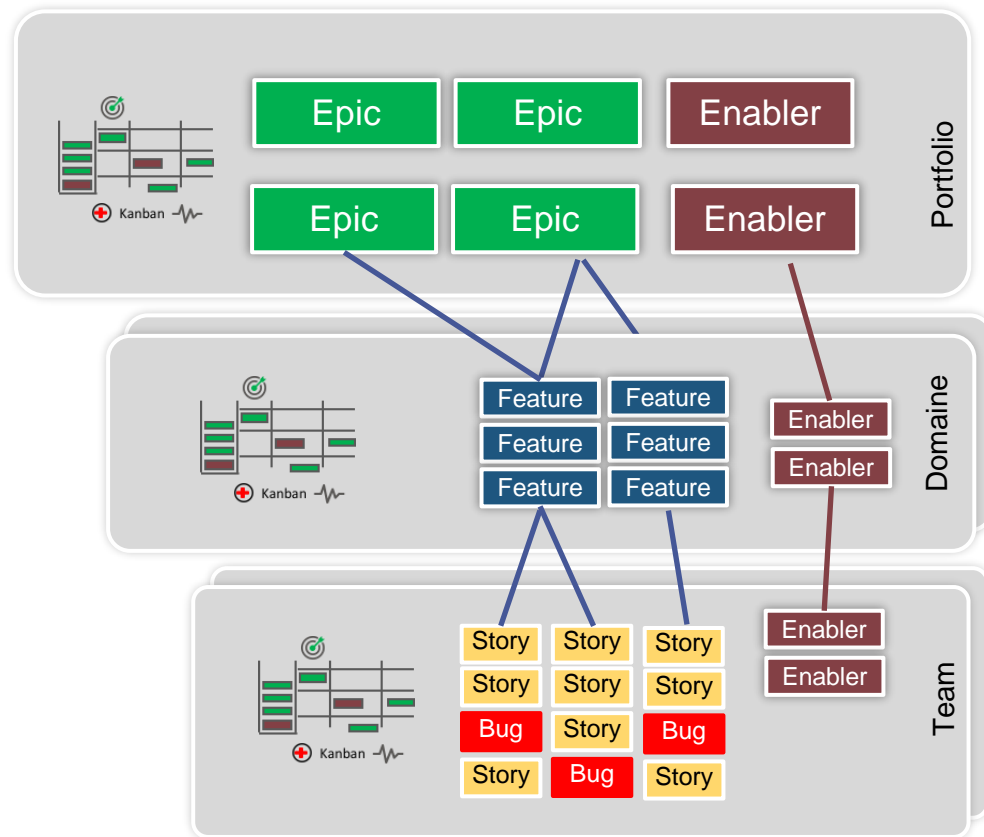 Epic Epic Enabler
Epic Epic Enabler
Kanban
Portfolio
Feature Feature
Feature Feature
Feature Feature
Enabler
Enabler
Kanban
Domaine
Story Story Story
Story Story Story
Bug Story Bug
Story Bug Story
Enabler
Enabler
Kanban
Team